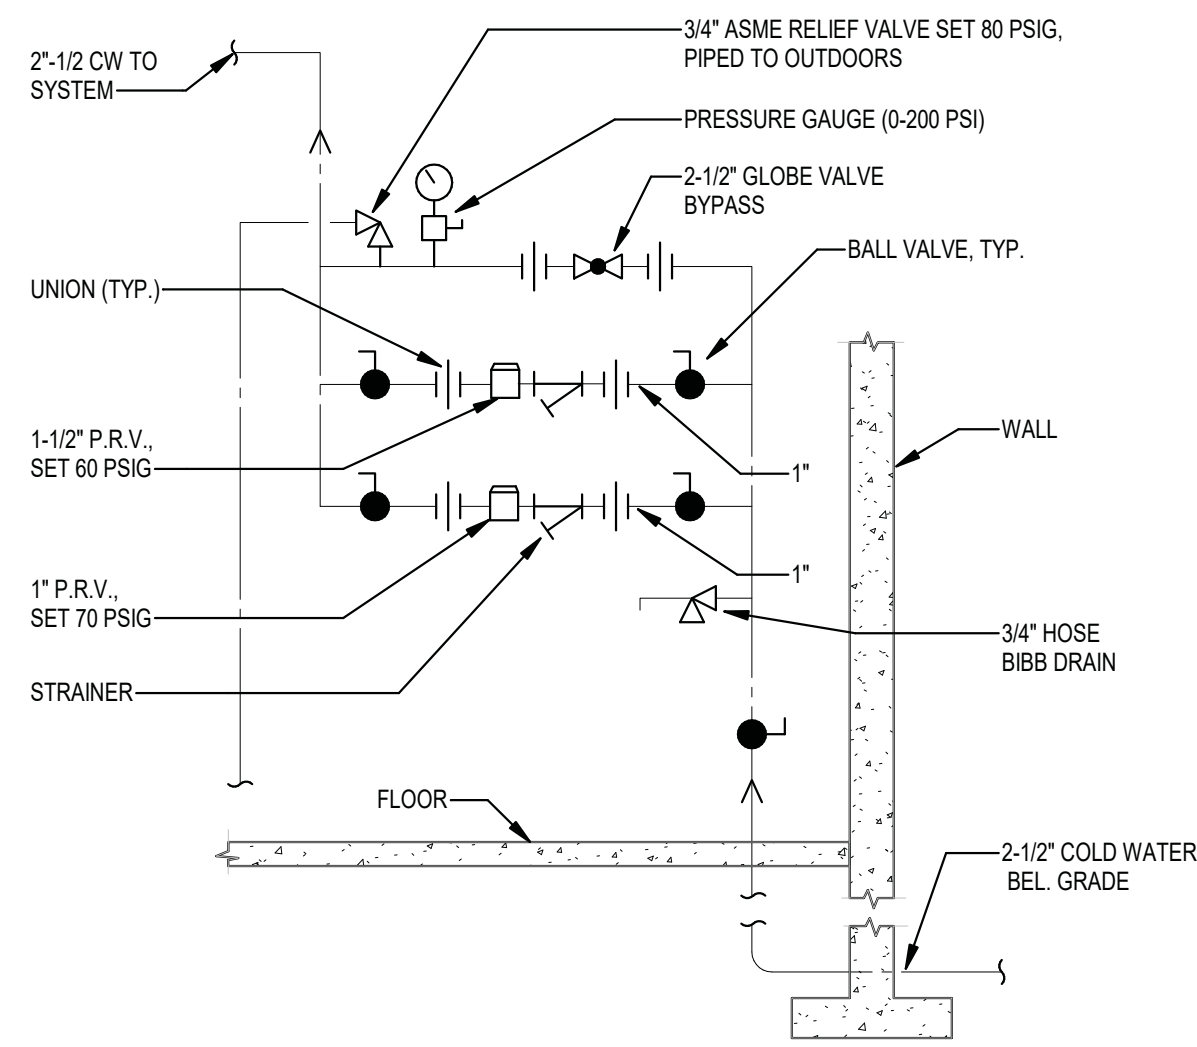 3/4" ASME RELIEF VALVE SET 80 PSIG,
PIPED TO OUTDOORS
2"-1/2 CW TO
SYSTEM
PRESSURE GAUGE (0-200 PSI)
2-1/2" GLOBE VALVE
BYPASS
BALL VALVE, TYP.
UNION (TYP.)
WALL
1-1/2" P.R.V.,
SET 60 PSIG
1"
1"
1" P.R.V.,
SET 70 PSIG
3/4" HOSE
BIBB DRAIN
STRAINER
FLOOR
2-1/2" COLD WATER
BEL. GRADE